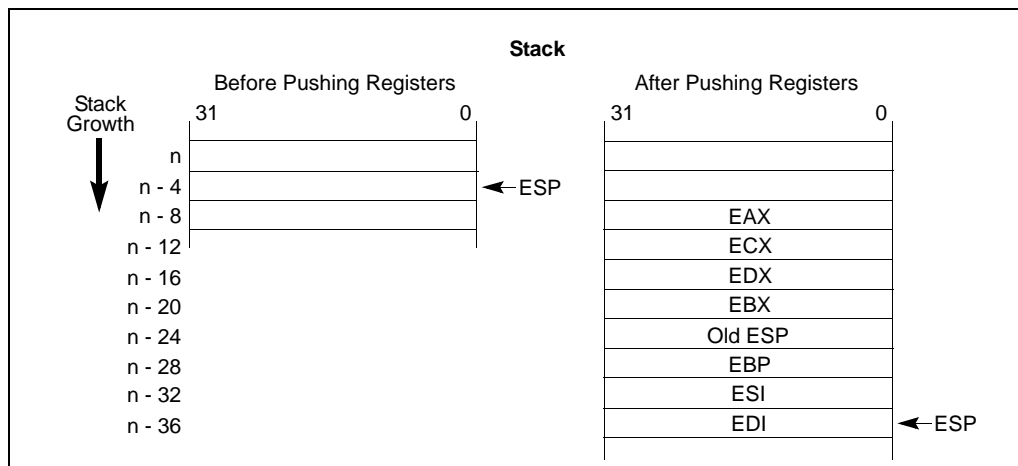 Stack
Before Pushing Registers
After Pushing Registers
Stack
Growth
31 0
31 0
n
n - 4
ESP
n - 8
EAX
n - 12
ECX
n - 16
EDX
n - 20
EBX
n - 24
Old ESP
n - 28
EBP
n - 32
ESI
n - 36
EDI
ESP